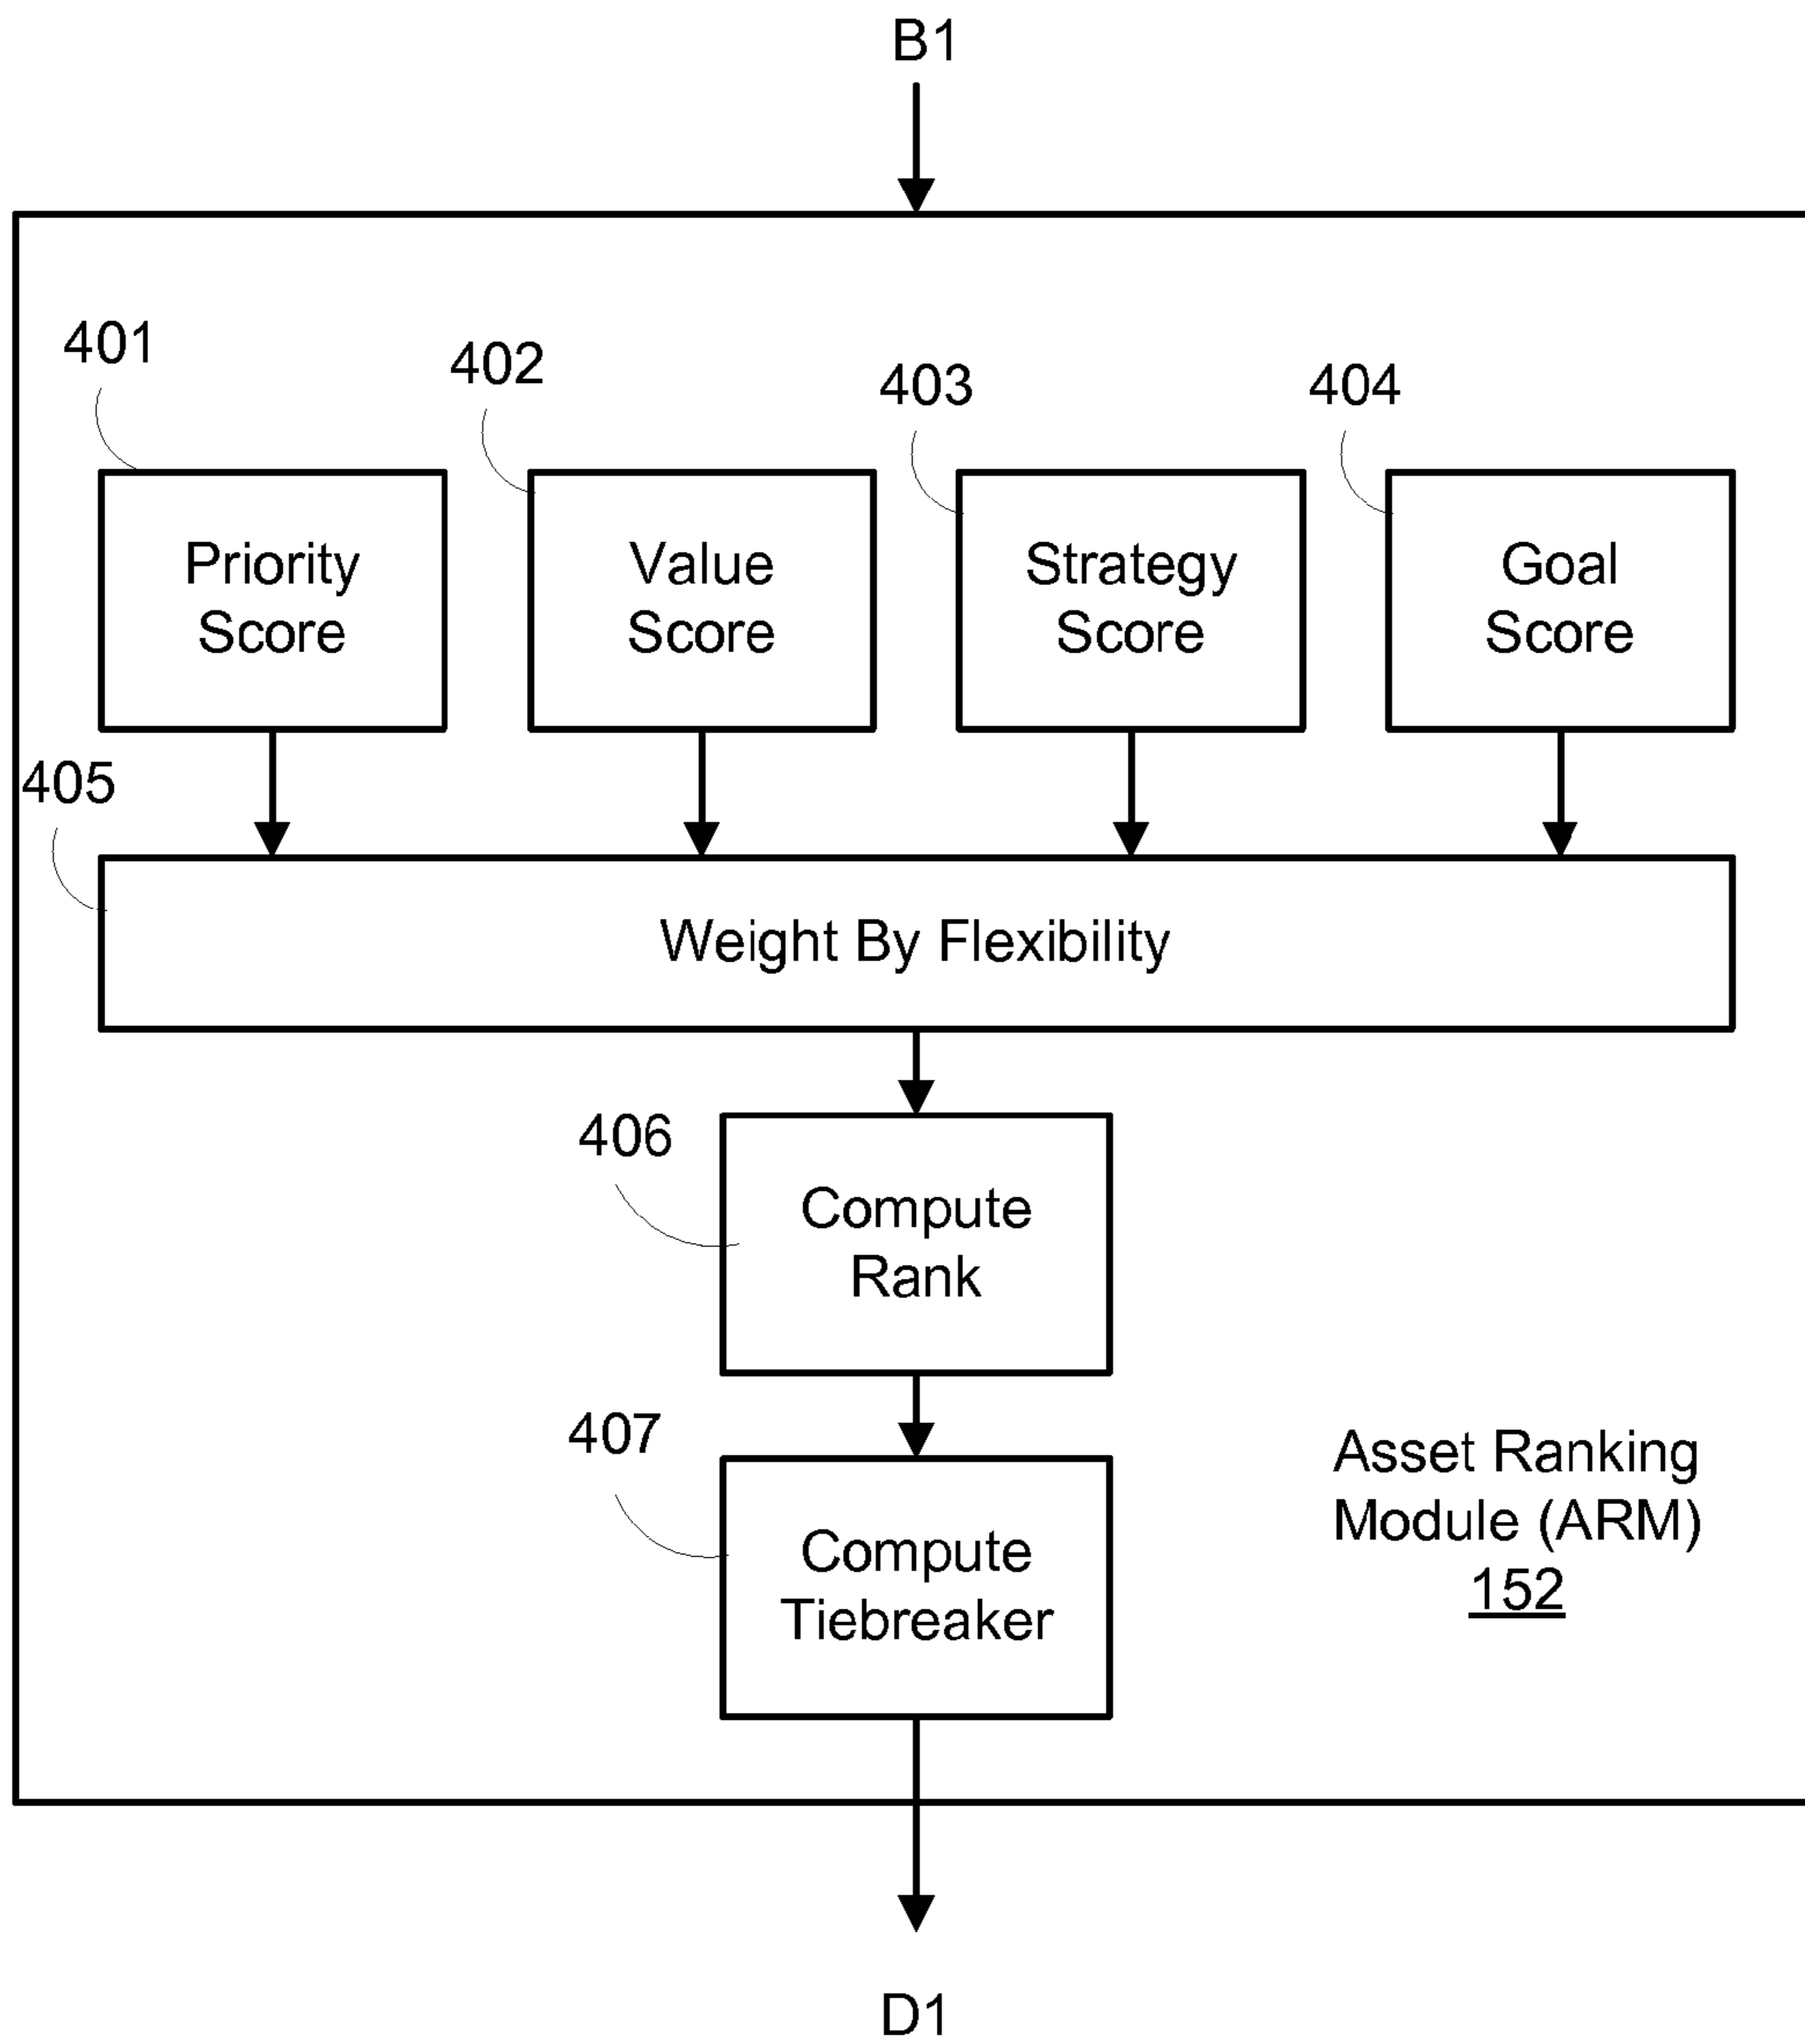 B1
401
402
403
404
Priority
Score
Value
Score
Strategy
Score
Goal
Score
405
Weight By Flexibility
406
Compute
Rank
407
Compute
Tiebreaker
Asset Ranking
Module (ARM)
152
D1